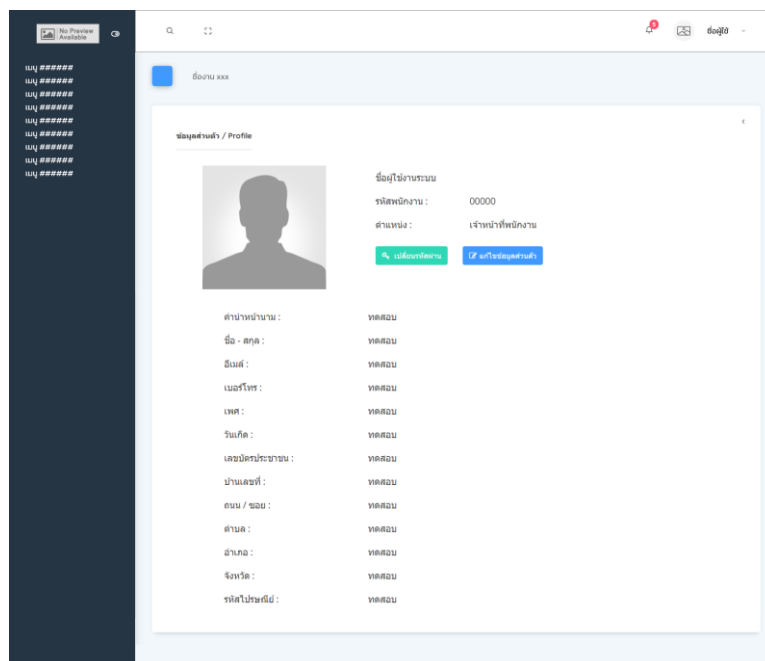 No Preview
Available
5
ชื่อผู้ใช้
เมนู ######
เมนู ######
เมนู ######
เมนู ######
เมนู ######
เมนู ######
เมนู ######
เมนู ######
เมนู ######
ชื่องาน xxx
ข้อมูลส่วนตัว / Profile
ชื่อผู้ใช้งานระบบ
รหัสพนักงาน : 00000
ตำแหน่ง : เจ้าหน้าที่พนักงาน
เปลี่ยนรหัสผ่าน แก้ไขข้อมูลส่วนตัว
คำนำหน้านาม : ทดสอบ
ชื่อ - สกุล : ทดสอบ
อีเมล์ : ทดสอบ
เบอร์โทร : ทดสอบ
เพศ : ทดสอบ
วันเกิด : ทดสอบ
เลขบัตรประชาชน : ทดสอบ
บ้านเลขที่ : ทดสอบ
ถนน / ซอย : ทดสอบ
ตำบล : ทดสอบ
อำเภอ : ทดสอบ
จังหวัด : ทดสอบ
รหัสไปรษณีย์ : ทดสอบ